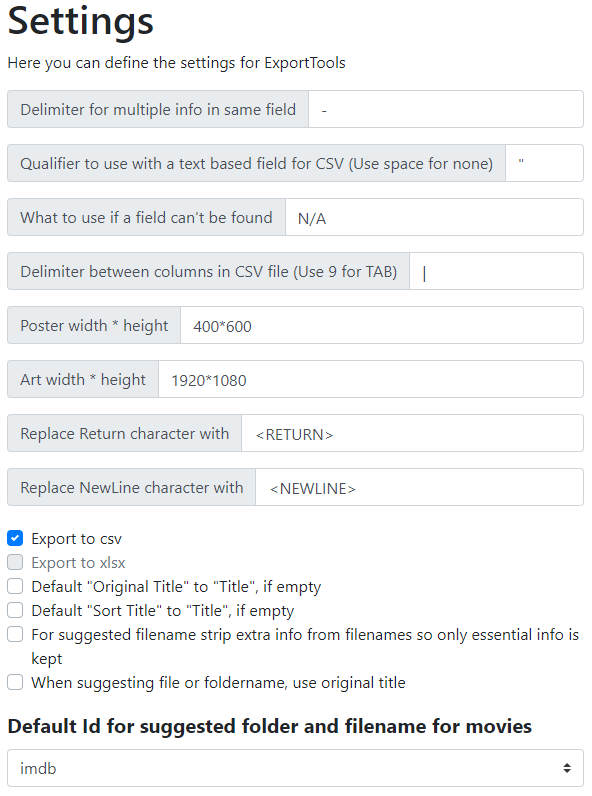 Settings
Here you can define the settings for ExportTools
Delimiter for multiple info in same field -
Qualifier to use with a text based field for CSV (Use space for none) "
What to use if a field can't be found N/A
Delimiter between columns in CSV file (Use 9 for TAB) |
Poster width * height 400*600
Art width * height 1920*1080
Replace Return character with <RETURN>
Replace NewLine character with <NEWLINE>
Export to csv
Export to xlsx
Default "Original Title" to "Title", if empty
Default "Sort Title" to "Title", if empty
For suggested filename strip extra info from filenames so only essential info is
kept
When suggesting file or foldername, use original title
Default Id for suggested folder and filename for movies
imdb